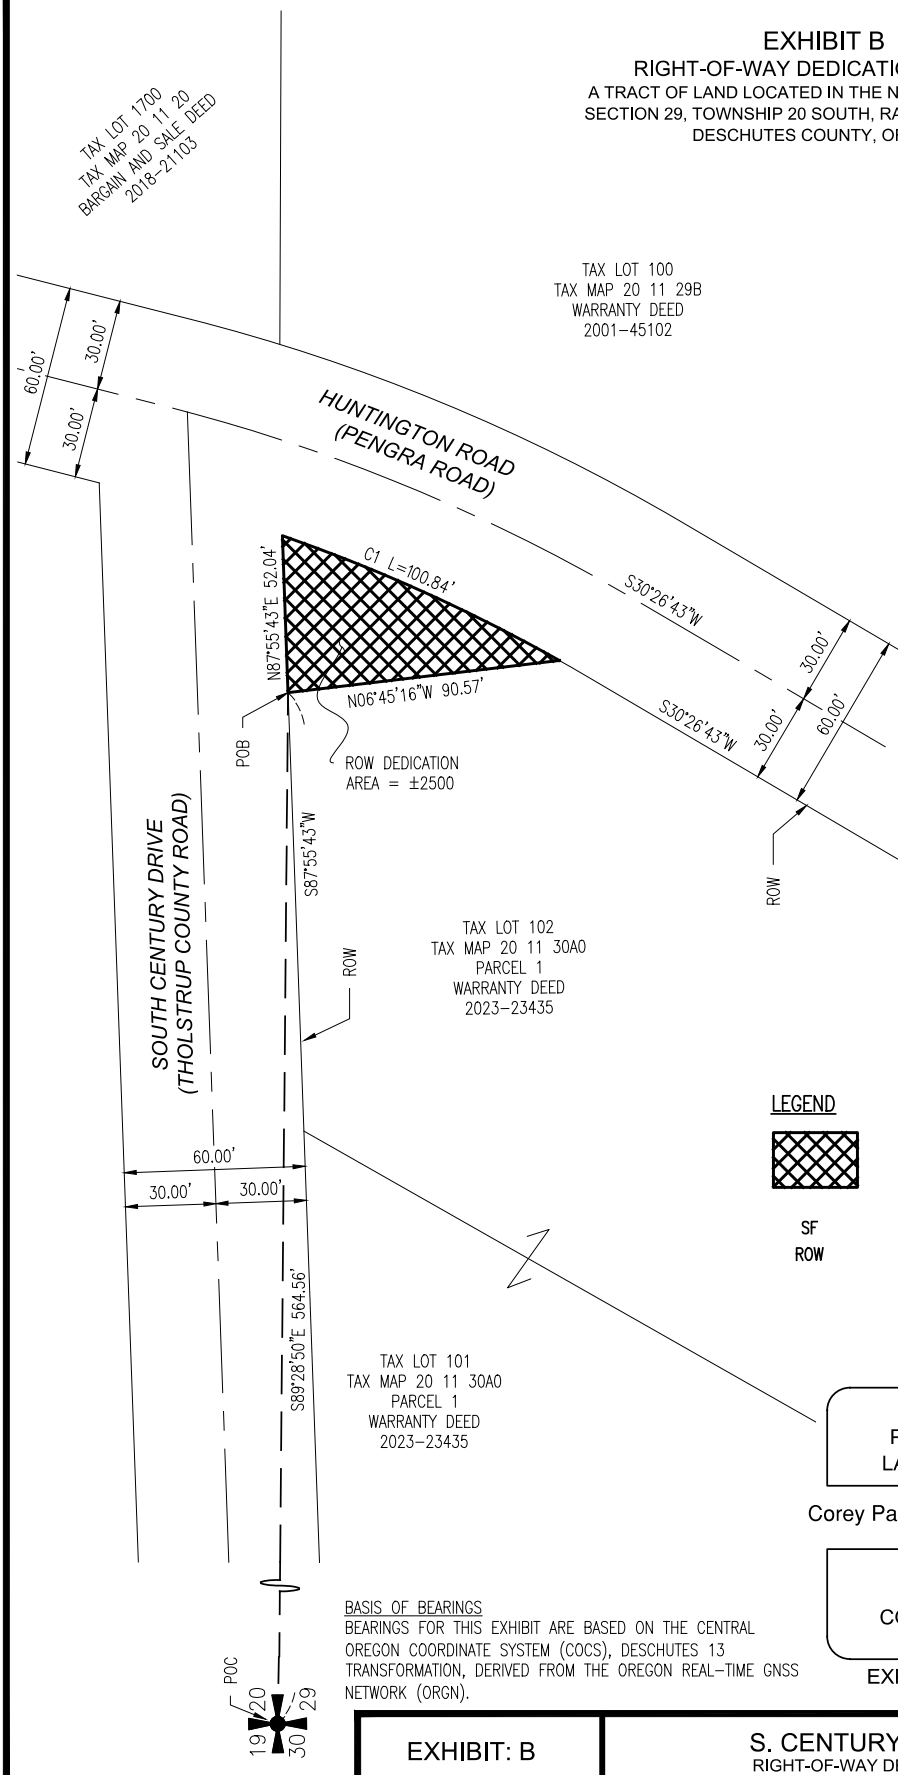 EXHIBIT B
RIGHT-OF-WAY
A TRACT OF LAND LOCATED IN THE
SECTION 29, TOWNSHIP 20 SOUTH,
DESCHUTES COUNTY,
TAX LOT 1700
TAX MAP 20 11 20
BARGAIN AND SALE DEED
2018-21103
TAX LOT 100
TAX MAP 20 11 29B
WARRANTY DEED
2001-45102
60.00'
30.00'
30.00'
HUNTINGTON ROAD
(PENGRA ROAD)
C1 L=100.84'
N87°55'43"E 52.04'
S30°26'43"W
N06°45'16"W 90.57'
S30°26'43"W
30.00'
30.00'
60.00'
POB
ROW DEDICATION
AREA = ±2500
SOUTH CENTURY DRIVE
(THOLSTRUP COUNTY ROAD)
S87°55'43"W
ROW
ROW
TAX LOT 102
TAX MAP 20 11 30A0
PARCEL 1
WARRANTY DEED
2023-23435
LEGEND
SF
ROW
60.00'
30.00'
30.00'
S89°28'50"E 564.56'
TAX LOT 101
TAX MAP 20 11 30A0
PARCEL 1
WARRANTY DEED
2023-23435
Corey
BASIS OF BEARINGS
BEARINGS FOR THIS EXHIBIT ARE BASED ON THE CENTRAL
OREGON COORDINATE SYSTEM (COCS), DESCHUTES 13
TRANSFORMATION, DERIVED FROM THE OREGON REAL-TIME GNSS
NETWORK (ORGN).
POC
20
29
19
30
EXHIBIT: B
S. CENTURY
RIGHT-OF-WAY